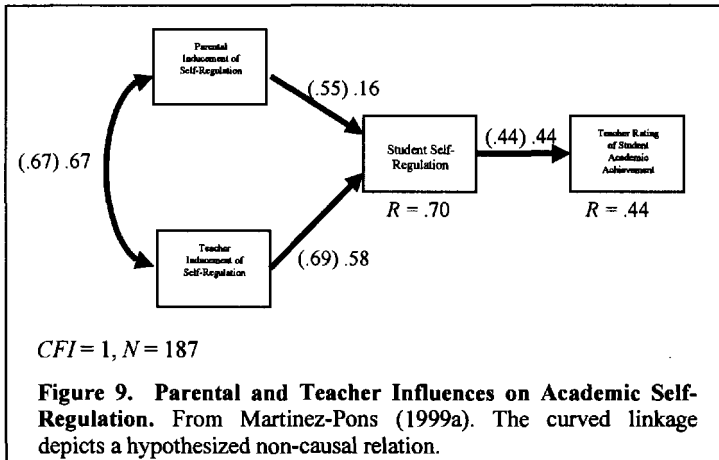 Parental
Inducement of
Self-Regulation
(.55) .16
(.67) .67
Student Self-
Regulation
(.44) .44
Teacher Rating
of Student
Academic
Achievement
R = .70
R = .44
Teacher
Inducement of
Self-Regulation
(.69) .58
CFI = 1, N = 187
Figure 9. Parental and Teacher Influences on Academic Self-
Regulation. From Martinez-Pons (1999a). The curved linkage
depicts a hypothesized non-causal relation.